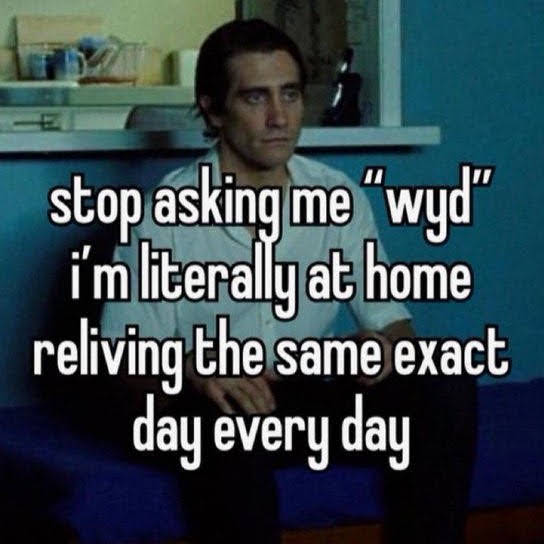 stop asking me “wyd”
i'm literally at home
reliving the same exact
day every day